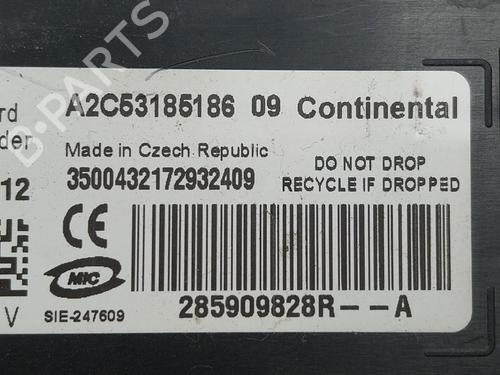 A2C53185186 09 Continental
rd
der
Made in Czech Republic
DO NOT DROP
RECYCLE IF DROPPED
12
3500432172932409
CE
MIC
285909828R--A
V
SIE-247609
B-PARTS